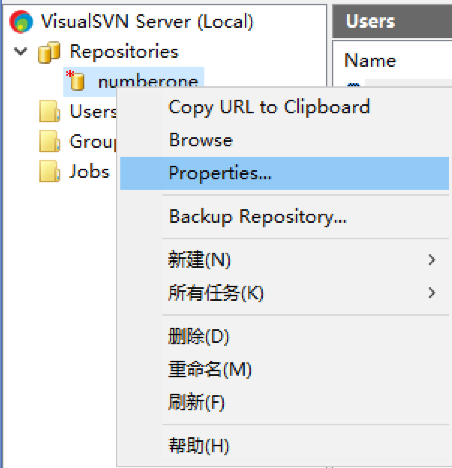 VisualSVN Server (Local)
Users
Repositories
Name
numberone
Users
Copy URL to Clipboard
Group
Browse
Jobs
Properties...
Backup Repository...
新建(N)
所有任务(K)
删除(D)
重命名(M)
刷新(F)
帮助(H)